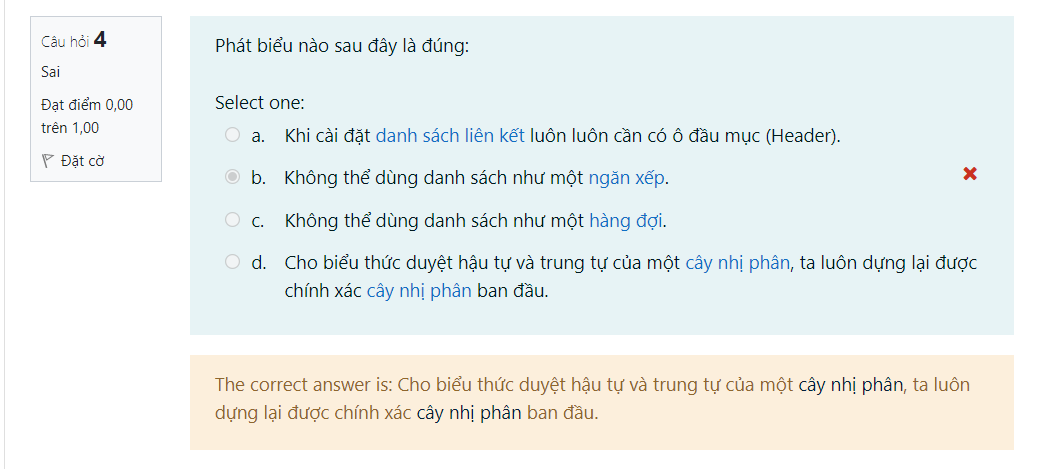 Câu hỏi 4
Sai
Đạt điểm 0,00
trên 1,00
Đặt cờ
Phát biểu nào sau đây là đúng:
Select one:
a. Khi cài đặt danh sách liên kết luôn luôn cần có ô đầu mục (Header).
b. Không thể dùng danh sách như một ngăn xếp.
c. Không thể dùng danh sách như một hàng đợi.
d. Cho biểu thức duyệt hậu tự và trung tự của một cây nhị phân, ta luôn dựng lại được
chính xác cây nhị phân ban đầu.
The correct answer is: Cho biểu thức duyệt hậu tự và trung tự của một cây nhị phân, ta luôn
dựng lại được chính xác cây nhị phân ban đầu.